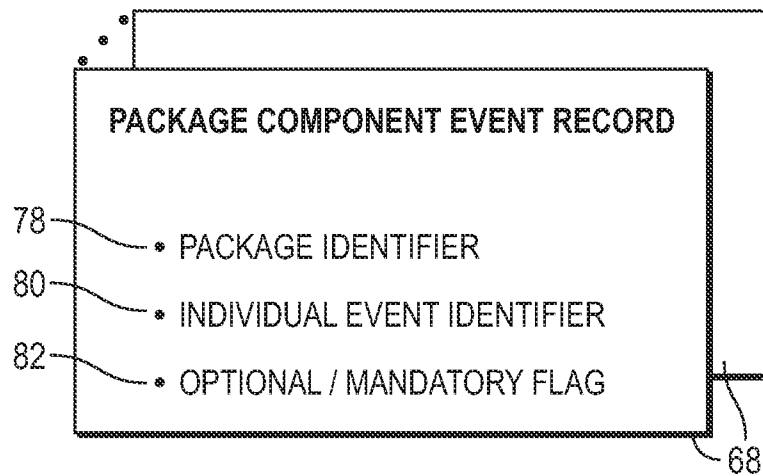 PACKAGE COMPONENT EVENT RECORD
78 • PACKAGE IDENTIFIER
80 • INDIVIDUAL EVENT IDENTIFIER
82 • OPTIONAL / MANDATORY FLAG
68